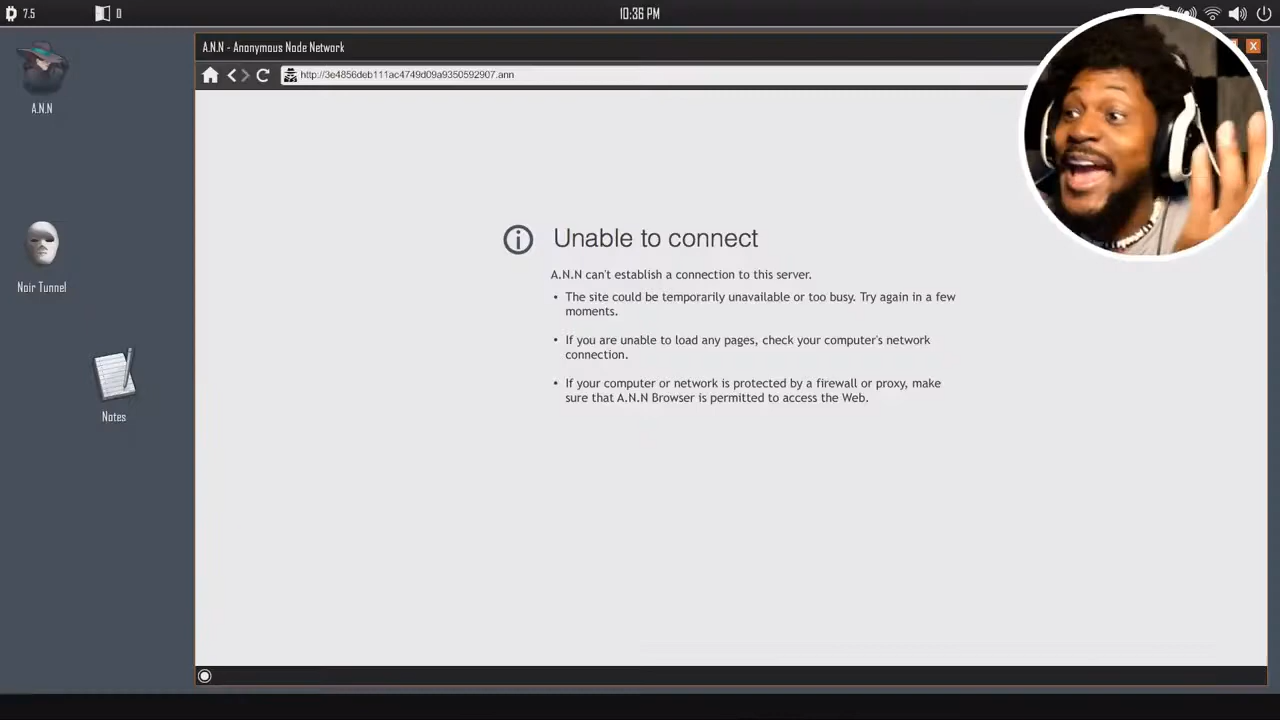 7.5
0
10:36 PM
A.N.N - Anonymous Node Network
X
http://3e4856deb111ac4749d09a9350592907.ann
A.N.N
Noir Tunnel
Notes
Unable to connect
A.N.N can't establish a connection to this server.
• The site could be temporarily unavailable or too busy. Try again in a few
moments.
• If you are unable to load any pages, check your computer's network
connection.
• If your computer or network is protected by a firewall or proxy, make
sure that A.N.N Browser is permitted to access the Web.